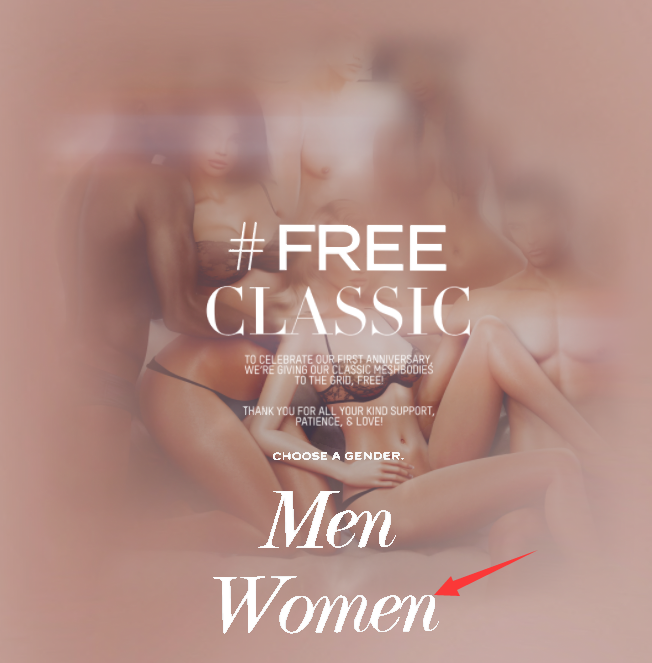 #FREE
CLASSIC
TO CELEBRATE OUR FIRST ANNIVERSARY,
WE'RE GIVING OUR CLASSIC MESHBODIES
TO THE GRID, FREE!
THANK YOU FOR ALL YOUR KIND SUPPORT,
PATIENCE, & LOVE!
CHOOSE A GENDER.
Men
Women